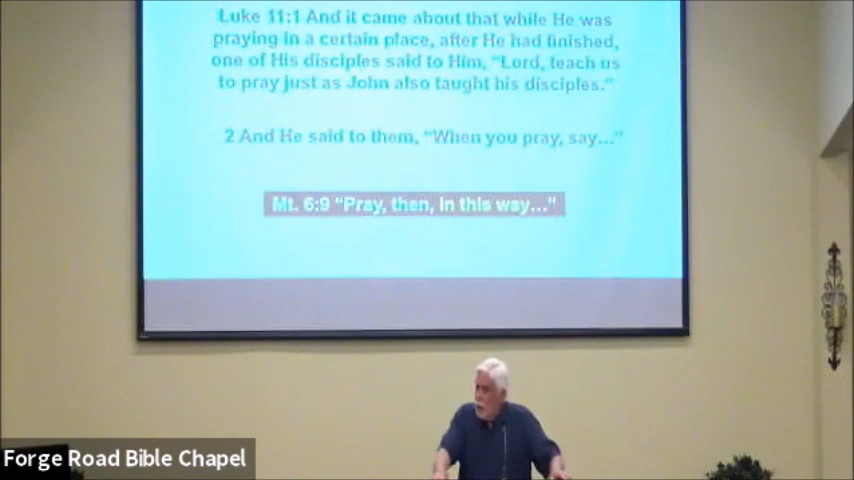 Luke 11:1 And it came about that while He was
praying in a certain place, after He had finished,
one of His disciples said to Him, “Lord, teach us
to pray just as John also taught his disciples.”
2 And He said to them, “When you pray, say...”
Mt. 6:9 “Pray, then, in this way...”
Forge Road Bible Chapel